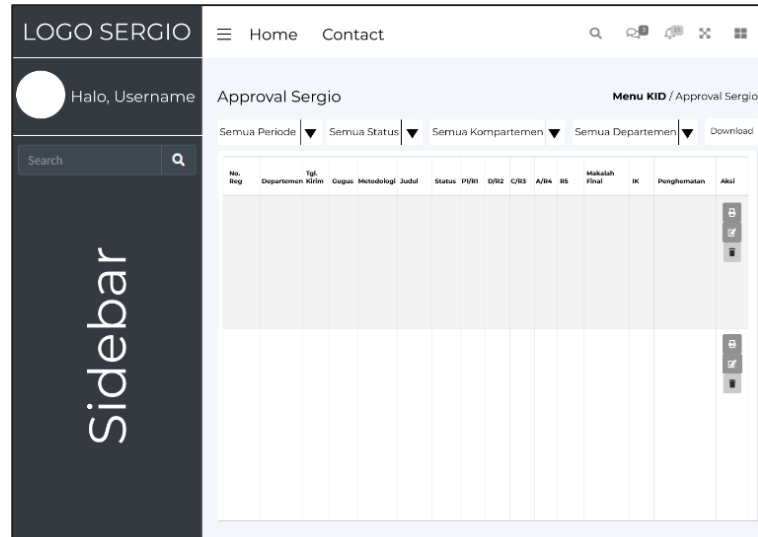 LOGO SERGIO
Home Contact
3
15
Halo, Username
Approval Sergio
Menu KID / Approval Sergio
Semua Periode
Semua Status
Semua Kompartemen
Semua Departemen
Download
Search
No. Reg
Departemen
Tgl. Kirim
Gugus
Metodologi
Judul
Status
P1/R1
D/R2
C/R3
A/R4
R5
Makalah Final
IK
Penghematan
Aksi
Sidebar